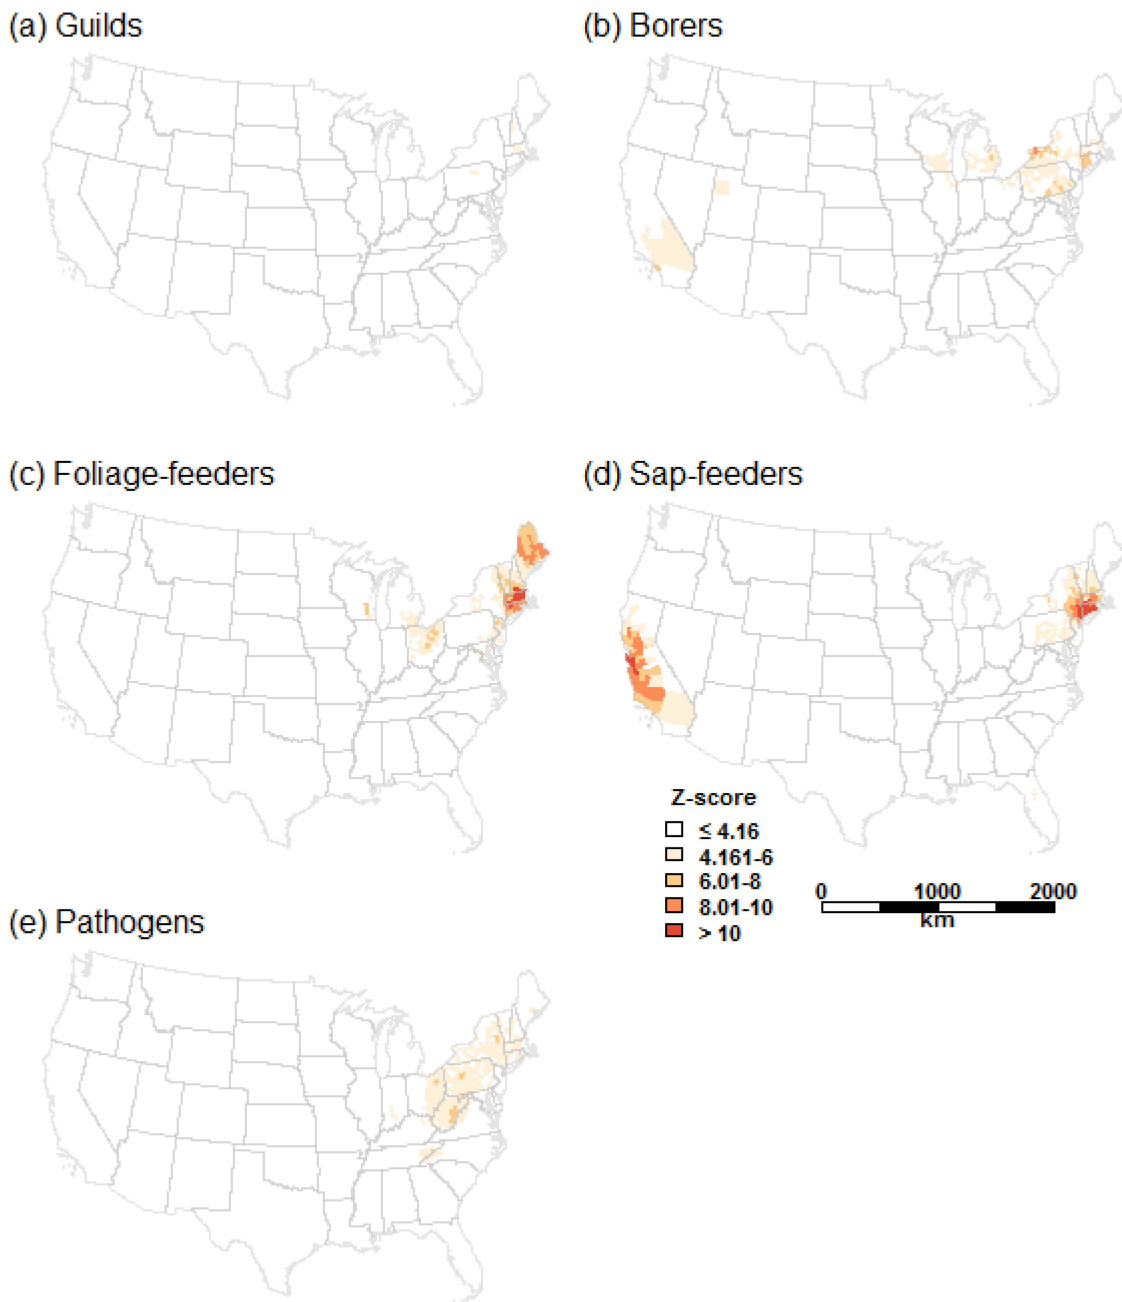 (a) Guilds
(b) Borers
(c) Foliage-feeders
(d) Sap-feeders
Z-score
≤ 4.16
4.161-6
6.01-8
8.01-10
> 10
0 1000 2000
km
(e) Pathogens